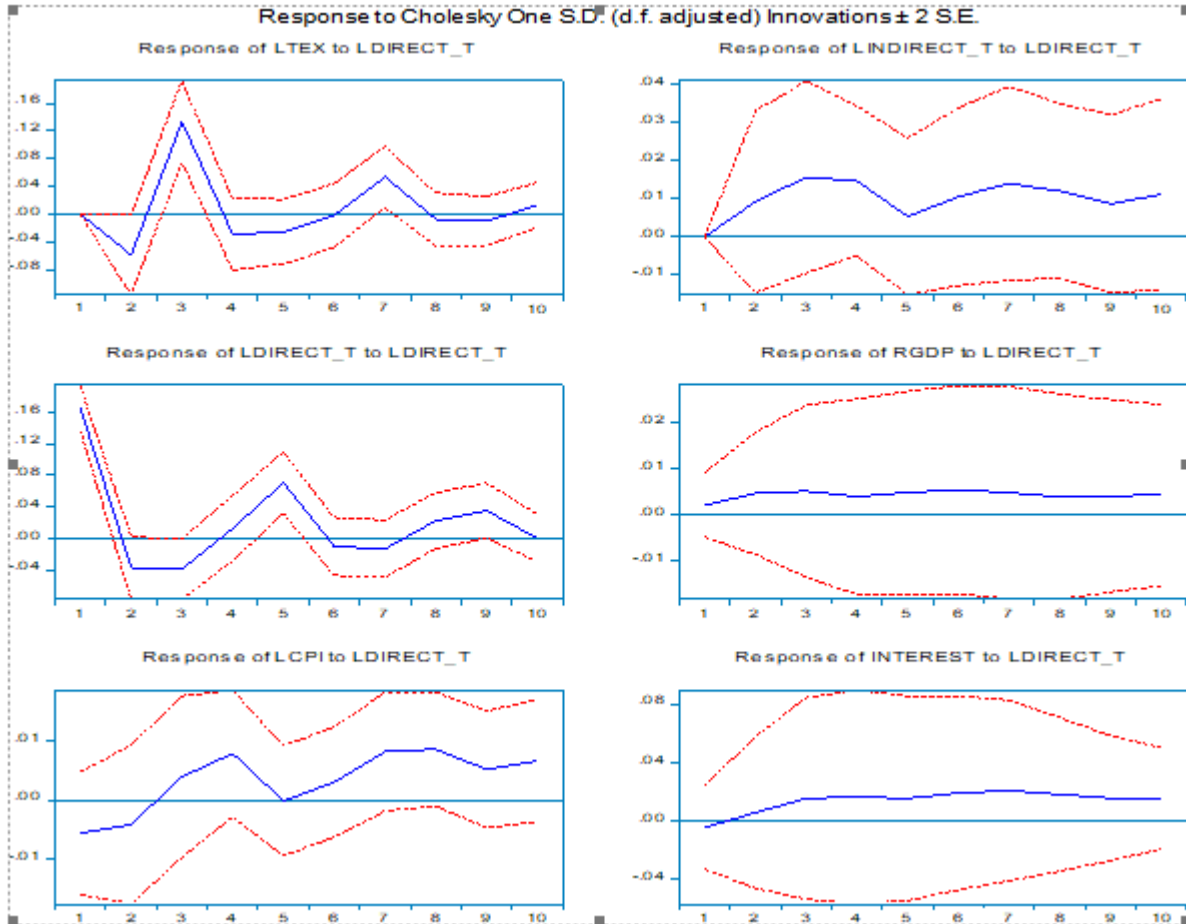 Response to Cholesky One S.D. (d.f. adjusted) Innovations ± 2 S.E.
Response of LTEX to LDIRECT_T
.16
.12
.08
.04
.00
-.04
-.08
1 2 3 4 5 6 7 8 9 10
Response of LINDIRECT_T to LDIRECT_T
.04
.03
.02
.01
.00
-.01
1 2 3 4 5 6 7 8 9 10
Response of LDIRECT_T to LDIRECT_T
.16
.12
.08
.04
.00
-.04
1 2 3 4 5 6 7 8 9 10
Response of RGDP to LDIRECT_T
.02
.01
.00
-.01
1 2 3 4 5 6 7 8 9 10
Response of LCPI to LDIRECT_T
.01
.00
-.01
1 2 3 4 5 6 7 8 9 10
Response of INTEREST to LDIRECT_T
.08
.04
.00
-.04
1 2 3 4 5 6 7 8 9 10